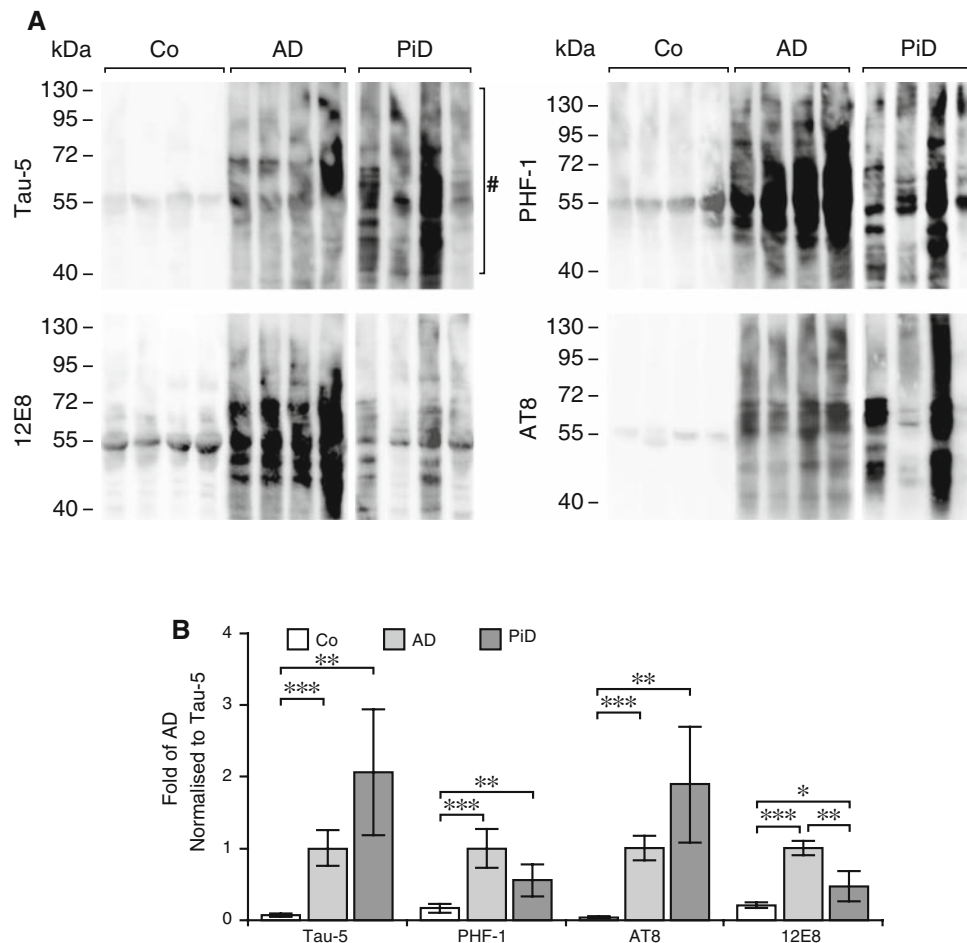 A
kDa Co AD PiD
130 –
95 –
72 –
55 –
40 –
Tau-5
#
kDa Co AD PiD
130 –
95 –
72 –
55 –
40 –
PHF-1
130 –
95 –
72 –
55 –
40 –
12E8
130 –
95 –
72 –
55 –
40 –
AT8
B
Fold of AD
Normalised to Tau-5
4
3
2
1
0
Co AD PiD
**
***
**
***
**
***
*
*** **
Tau-5 PHF-1 AT8 12E8